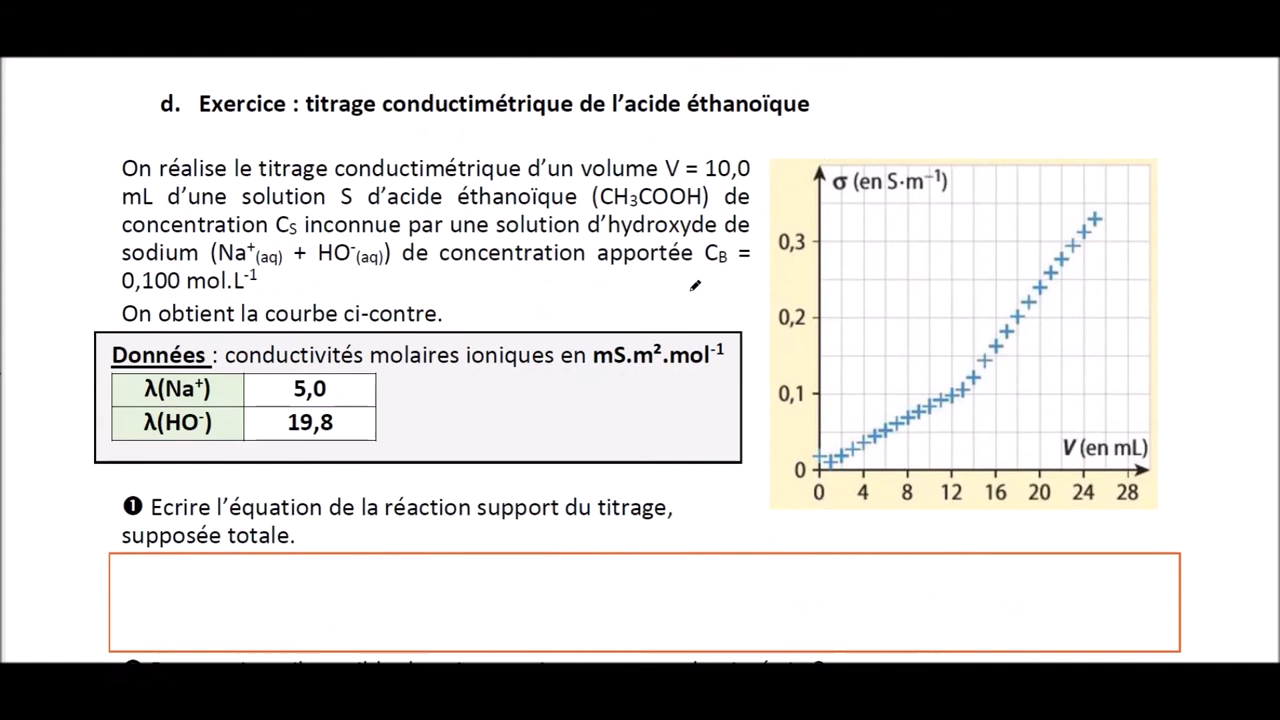 d. Exercice : titrage conductimétrique de l’acide éthanoïque
On réalise le titrage conductimétrique d’un volume V = 10,0
mL d’une solution S d’acide éthanoïque (CH₃COOH) de
concentration Cₛ inconnue par une solution d’hydroxyde de
sodium (Na⁺(aq) + HO⁻(aq)) de concentration apportée C_B =
0,100 mol.L⁻¹
On obtient la courbe ci-contre.
Données : conductivités molaires ioniques en mS.m².mol⁻¹
λ(Na⁺) 5,0
λ(HO⁻) 19,8
σ (en S·m⁻¹)
0,3
0,2
0,1
0
V (en mL)
0 4 8 12 16 20 24 28
❶ Ecrire l’équation de la réaction support du titrage,
supposée totale.